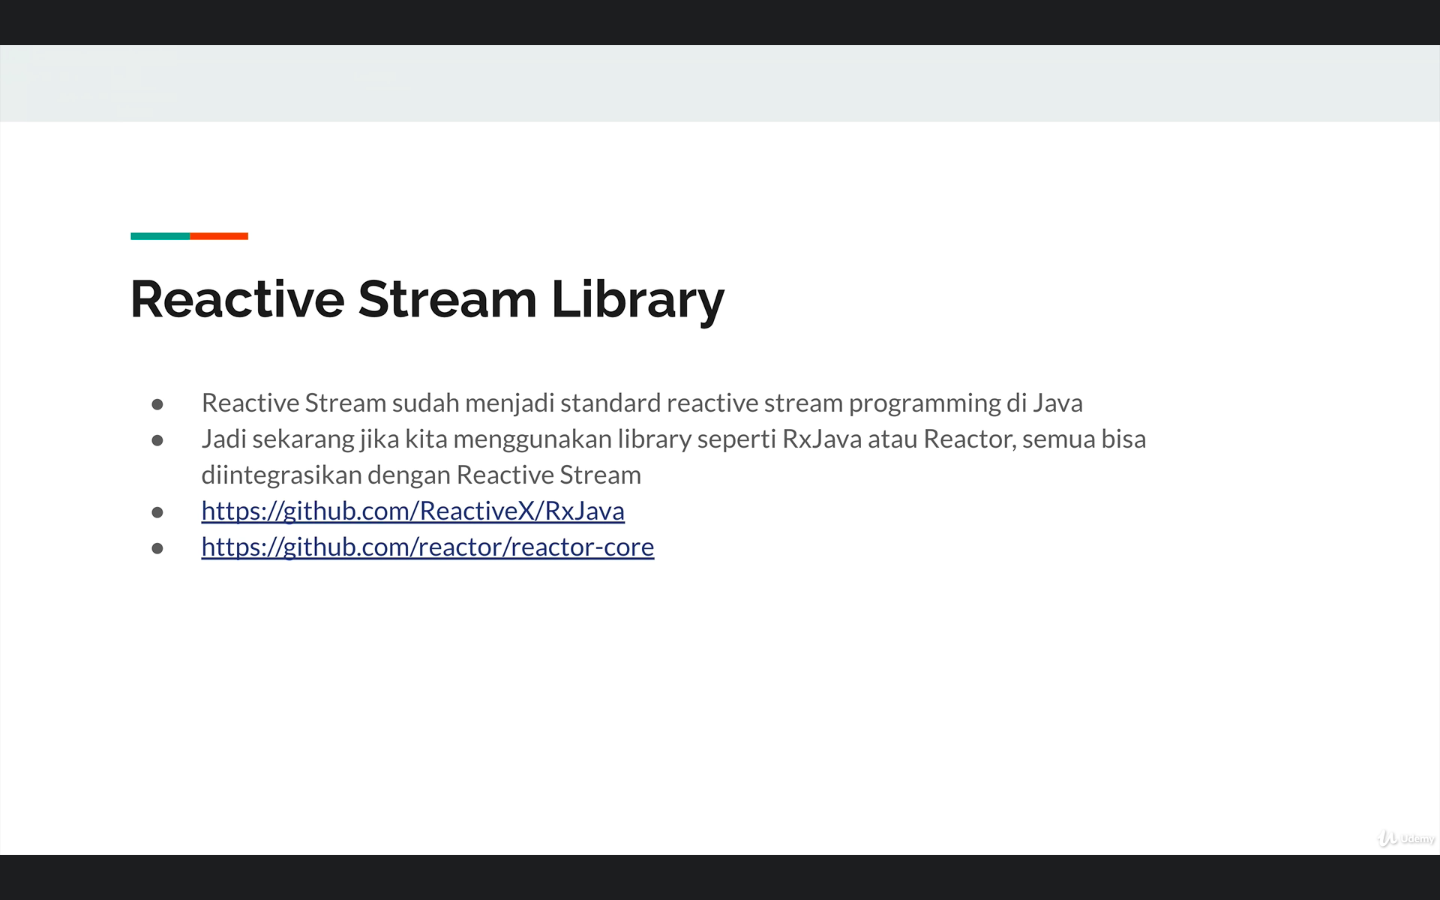 Reactive Stream Library
● Reactive Stream sudah menjadi standard reactive stream programming di Java
● Jadi sekarang jika kita menggunakan library seperti RxJava atau Reactor, semua bisa
diintegrasikan dengan Reactive Stream
● https://github.com/ReactiveX/RxJava
● https://github.com/reactor/reactor-core
Udemy